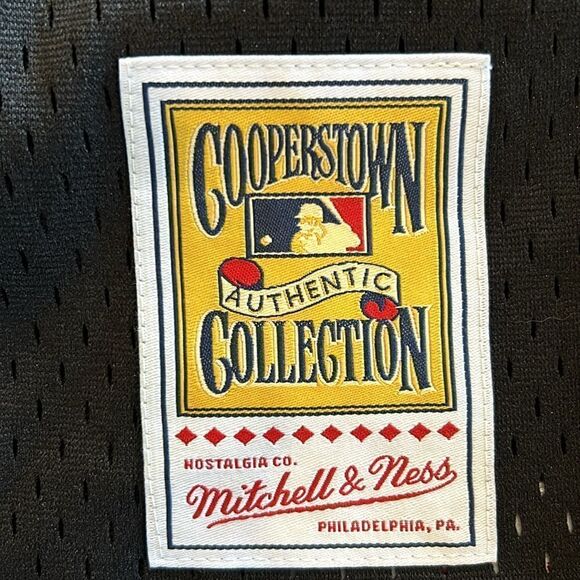 COOPERSTOWN
AUTHENTIC
COLLECTION
NOSTALGIA CO.
Mitchell & Ness
PHILADELPHIA, PA.